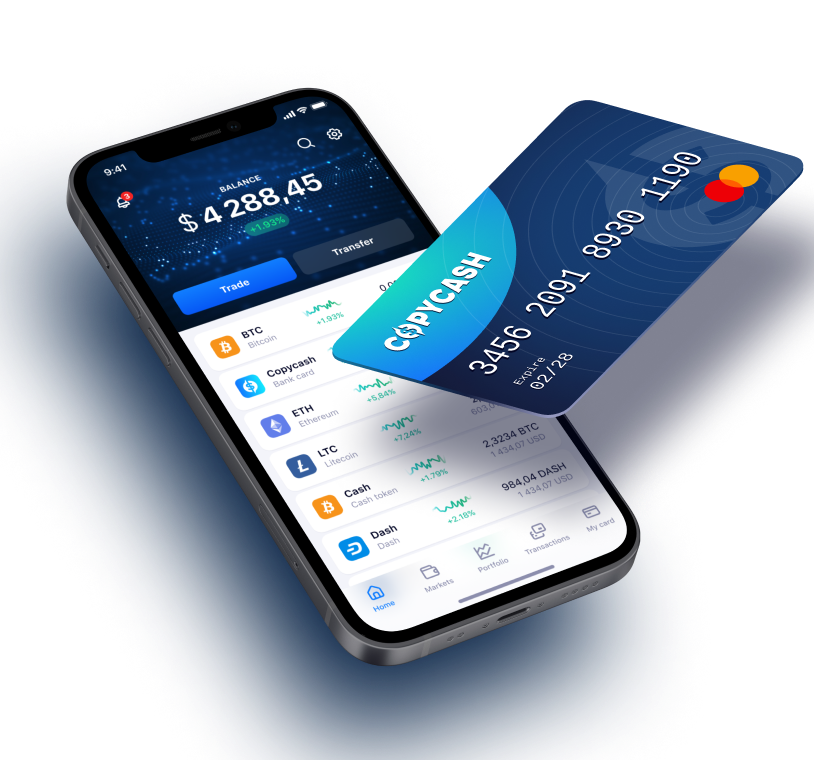 9:41
3
BALANCE
$ 4 288,45
+1.93%
Trade
Transfer
BTC
Bitcoin
+1.93%
Copycash
Bank card
ETH
Ethereum
+5,84%
LTC
Litecoin
+7,24%
Cash
Cash token
+1.79%
2,3234 BTC
1 434.07 USD
Dash
Dash
+2.18%
984,04 DASH
1 434,07 USD
Home
Markets
Portfolio
Transactions
My card
COPYCASH
3456 2091 8930 1190
Expire
02/28